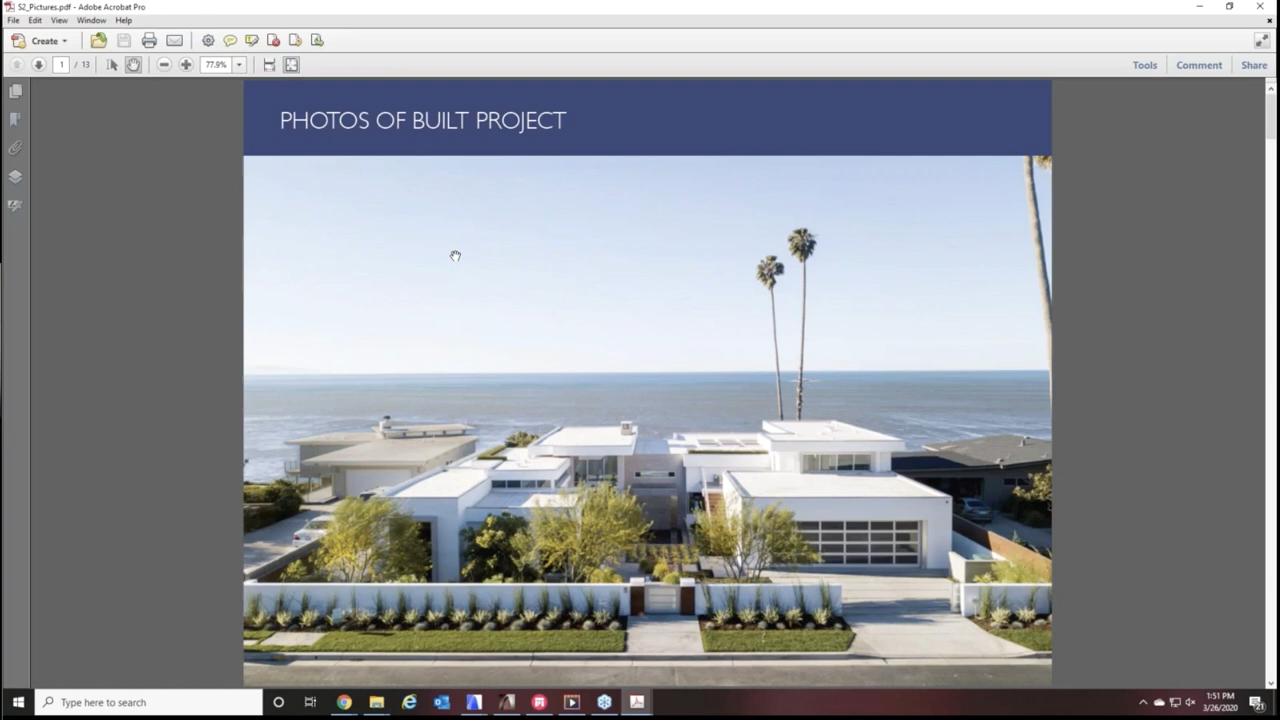 S2_Pictures.pdf - Adobe Acrobat Pro
File Edit View Window Help
Create
1 / 13 77.9% Tools Comment Share
PHOTOS OF BUILT PROJECT
Type here to search
1:51 PM
3/26/2020
21